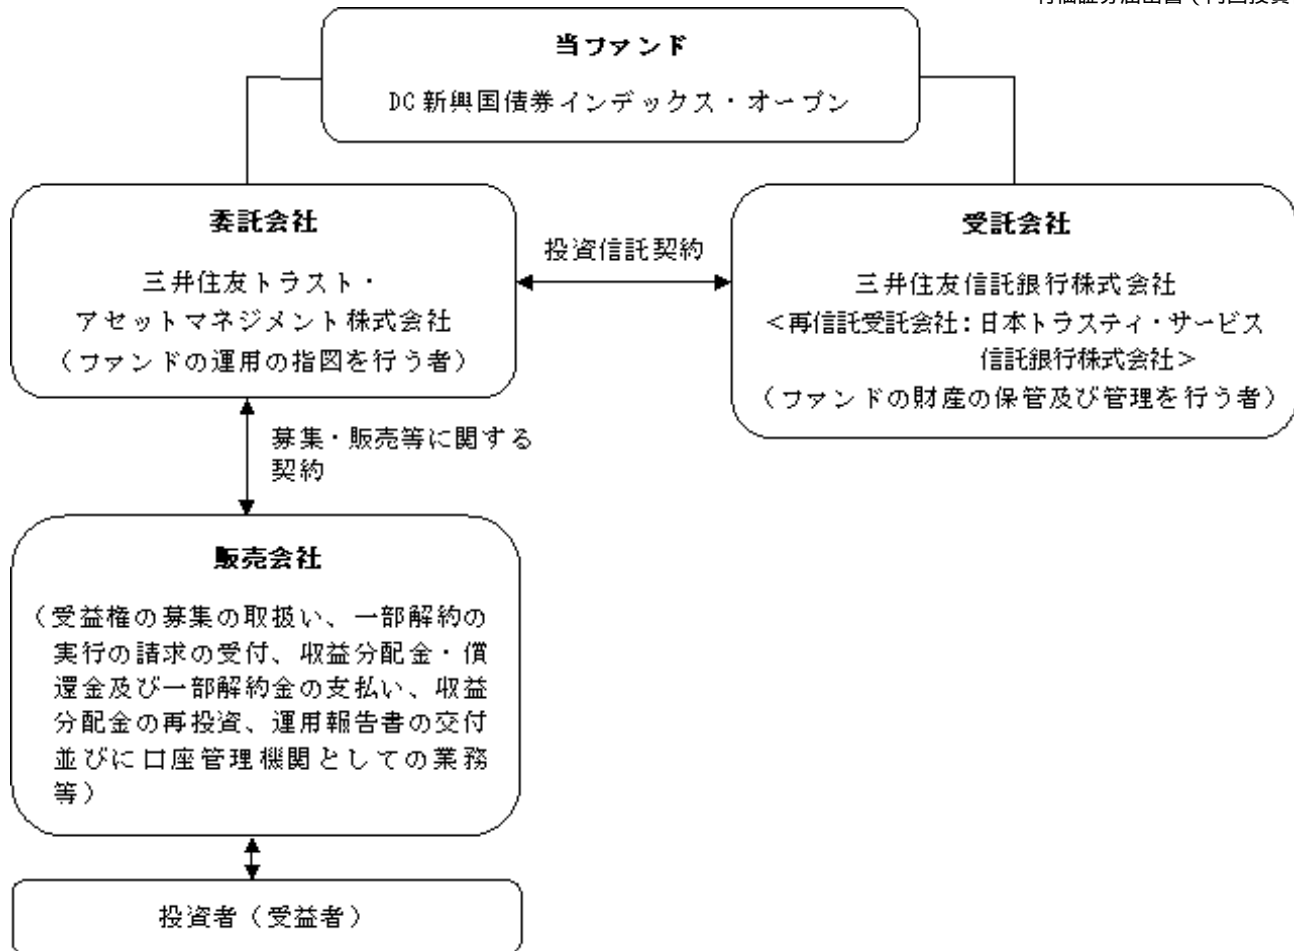 当ファンド
DC新興国債券インデックス・オープン
委託会社
三井住友トラスト・
アセットマネジメント株式会社
（ファンドの運用の指図を行う者）
投資信託契約
受託会社
三井住友信託銀行株式会社
＜再信託受託会社：日本トラスティ・サービス
信託銀行株式会社＞
（ファンドの財産の保管及び管理を行う者）
募集・販売等に関する
契約
販売会社
（受益権の募集の取扱い、一部解約の
実行の請求の受付、収益分配金・償
還金及び一部解約金の支払い、収益
分配金の再投資、運用報告書の交付
並びに口座管理機関としての業務
等）
投資者（受益者）